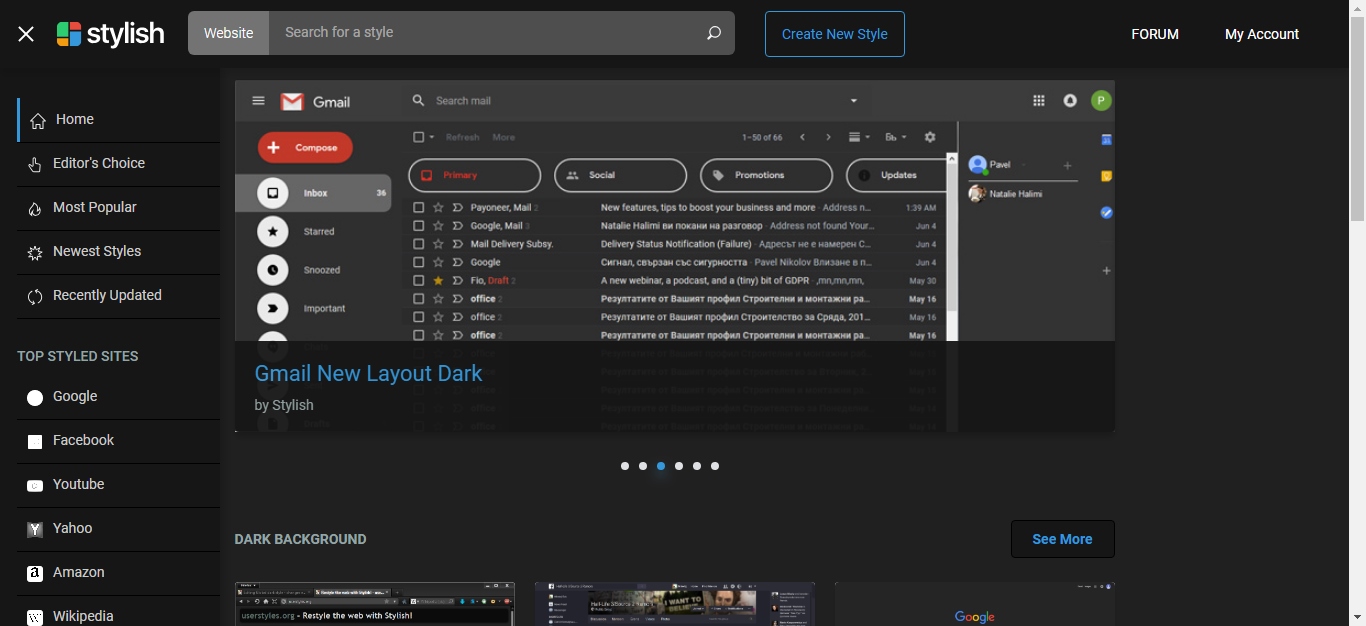 stylish
Website
Search for a style
Create New Style
FORUM
My Account
Home
Editor's Choice
Most Popular
Newest Styles
Recently Updated
TOP STYLED SITES
Google
Facebook
Youtube
Yahoo
Amazon
Wikipedia
Gmail
Search mail
P
Compose
Refresh More
1–50 of 66
Primary
Social
Promotions
Updates
Inbox 36
Starred
Snoozed
Important
Payoneer, Mail 2 New features, tips to boost your business and more - Address n... 1:39 AM
Google, Mail Natalie Halimi ви покани на разговор - Address not found Your... Jun 4
Mail Delivery Subsy. Delivery Status Notification (Failure) - Адресът не е намерен С... Jun 4
Google Сигнал, свързан със сигурността - Pavel Nikolov Влизане в п... Jun 4
Flo, Draft 2 A new webinar, a podcast, and a (tiny) bit of GDPR - ,mn,mn,mn, May 30
office 2 Резултатите от Вашият профил Строителни и монтажни ра... May 16
office 2 Резултатите от Вашият профил Строителство за Сряда, 201... May 16
office 2 Резултатите от Вашият профил Строителни и монтажни ра... May 16
Pavel
Natalie Halimi
Gmail New Layout Dark
by Stylish
DARK BACKGROUND
See More
userstyles.org - Restyle the web with Stylish!
Google